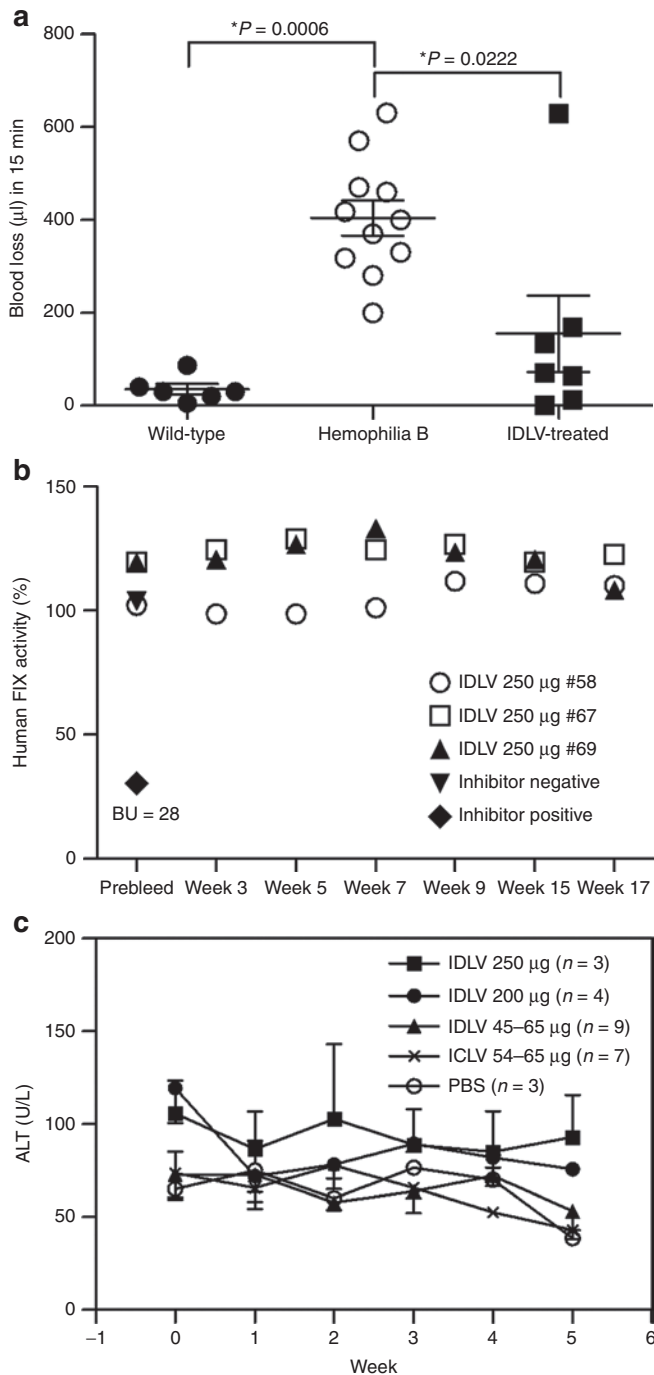 a
800
600
400
200
0
Blood loss (µl) in 15 min
*P = 0.0006
*P = 0.0222
Wild-type Hemophilia B IDLV-treated
b
150
100
50
0
Human FIX activity (%)
IDLV 250 µg #58
IDLV 250 µg #67
IDLV 250 µg #69
Inhibitor negative
Inhibitor positive
BU = 28
Prebleed Week 3 Week 5 Week 7 Week 9 Week 15 Week 17
c
200
150
100
50
0
ALT (U/L)
IDLV 250 µg (n = 3)
IDLV 200 µg (n = 4)
IDLV 45–65 µg (n = 9)
ICLV 54–65 µg (n = 7)
PBS (n = 3)
–1 0 1 2 3 4 5 6
Week